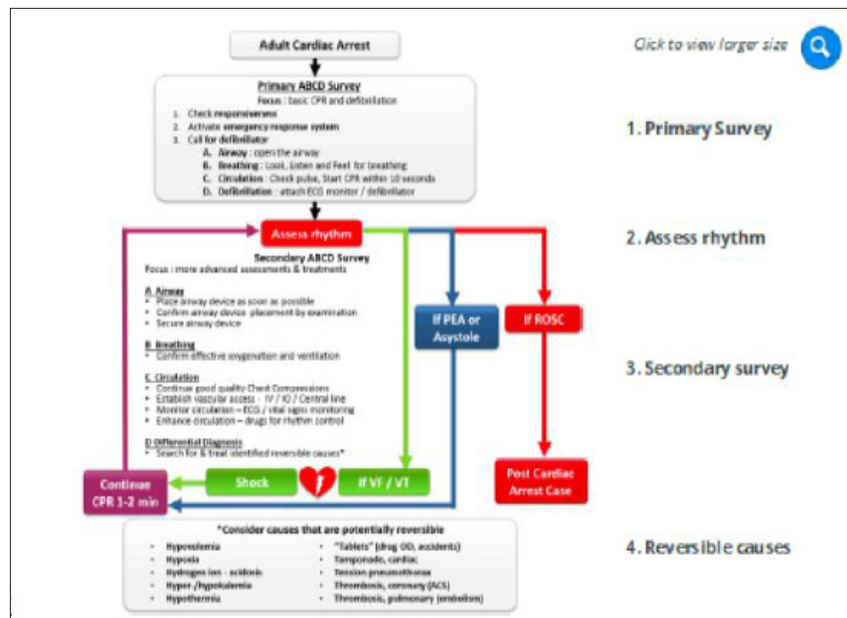 Adult Cardiac Arrest
Click to view larger size
Primary ABCD Survey
Focus : basic CPR and defibrillation
1. Check responsiveness
2. Activate emergency response system
3. Call for defibrillator
A. Airway : open the airway
B. Breathing : Look, Listen and Feel for breathing
C. Circulation : Check pulse, Start CPR within 10 seconds
D. Defibrillation : attach ECG monitor / defibrillator
1. Primary Survey
Assess rhythm
2. Assess rhythm
Secondary ABCD Survey
Focus : more advanced assessments & treatments
A Airway
• Place airway device as soon as possible
• Confirm airway device placement by examination
• Secure airway device
B Breathing
• Confirm effective oxygenation and ventilation
C Circulation
• Continue good quality Chest Compressions
• Establish vascular access - IV / IO / Central line
• Monitor circulation – ECG / vital signs monitoring
• Enhance circulation – drugs for rhythm control
D Differential Diagnosis
• Search for & treat identified reversible causes*
If PEA or
Asystole
If ROSC
3. Secondary survey
Continue
CPR 1-2 min
Shock
If VF / VT
Post Cardiac
Arrest Case
*Consider causes that are potentially reversible
• Hypovolemia
• Hypoxia
• Hydrogen ion - acidosis
• Hyper-/hypokalemia
• Hypothermia
• "Tablets" (drug OD, accidents)
• Tamponade, cardiac
• Tension pneumothorax
• Thrombosis, coronary (ACS)
• Thrombosis, pulmonary (embolism)
4. Reversible causes